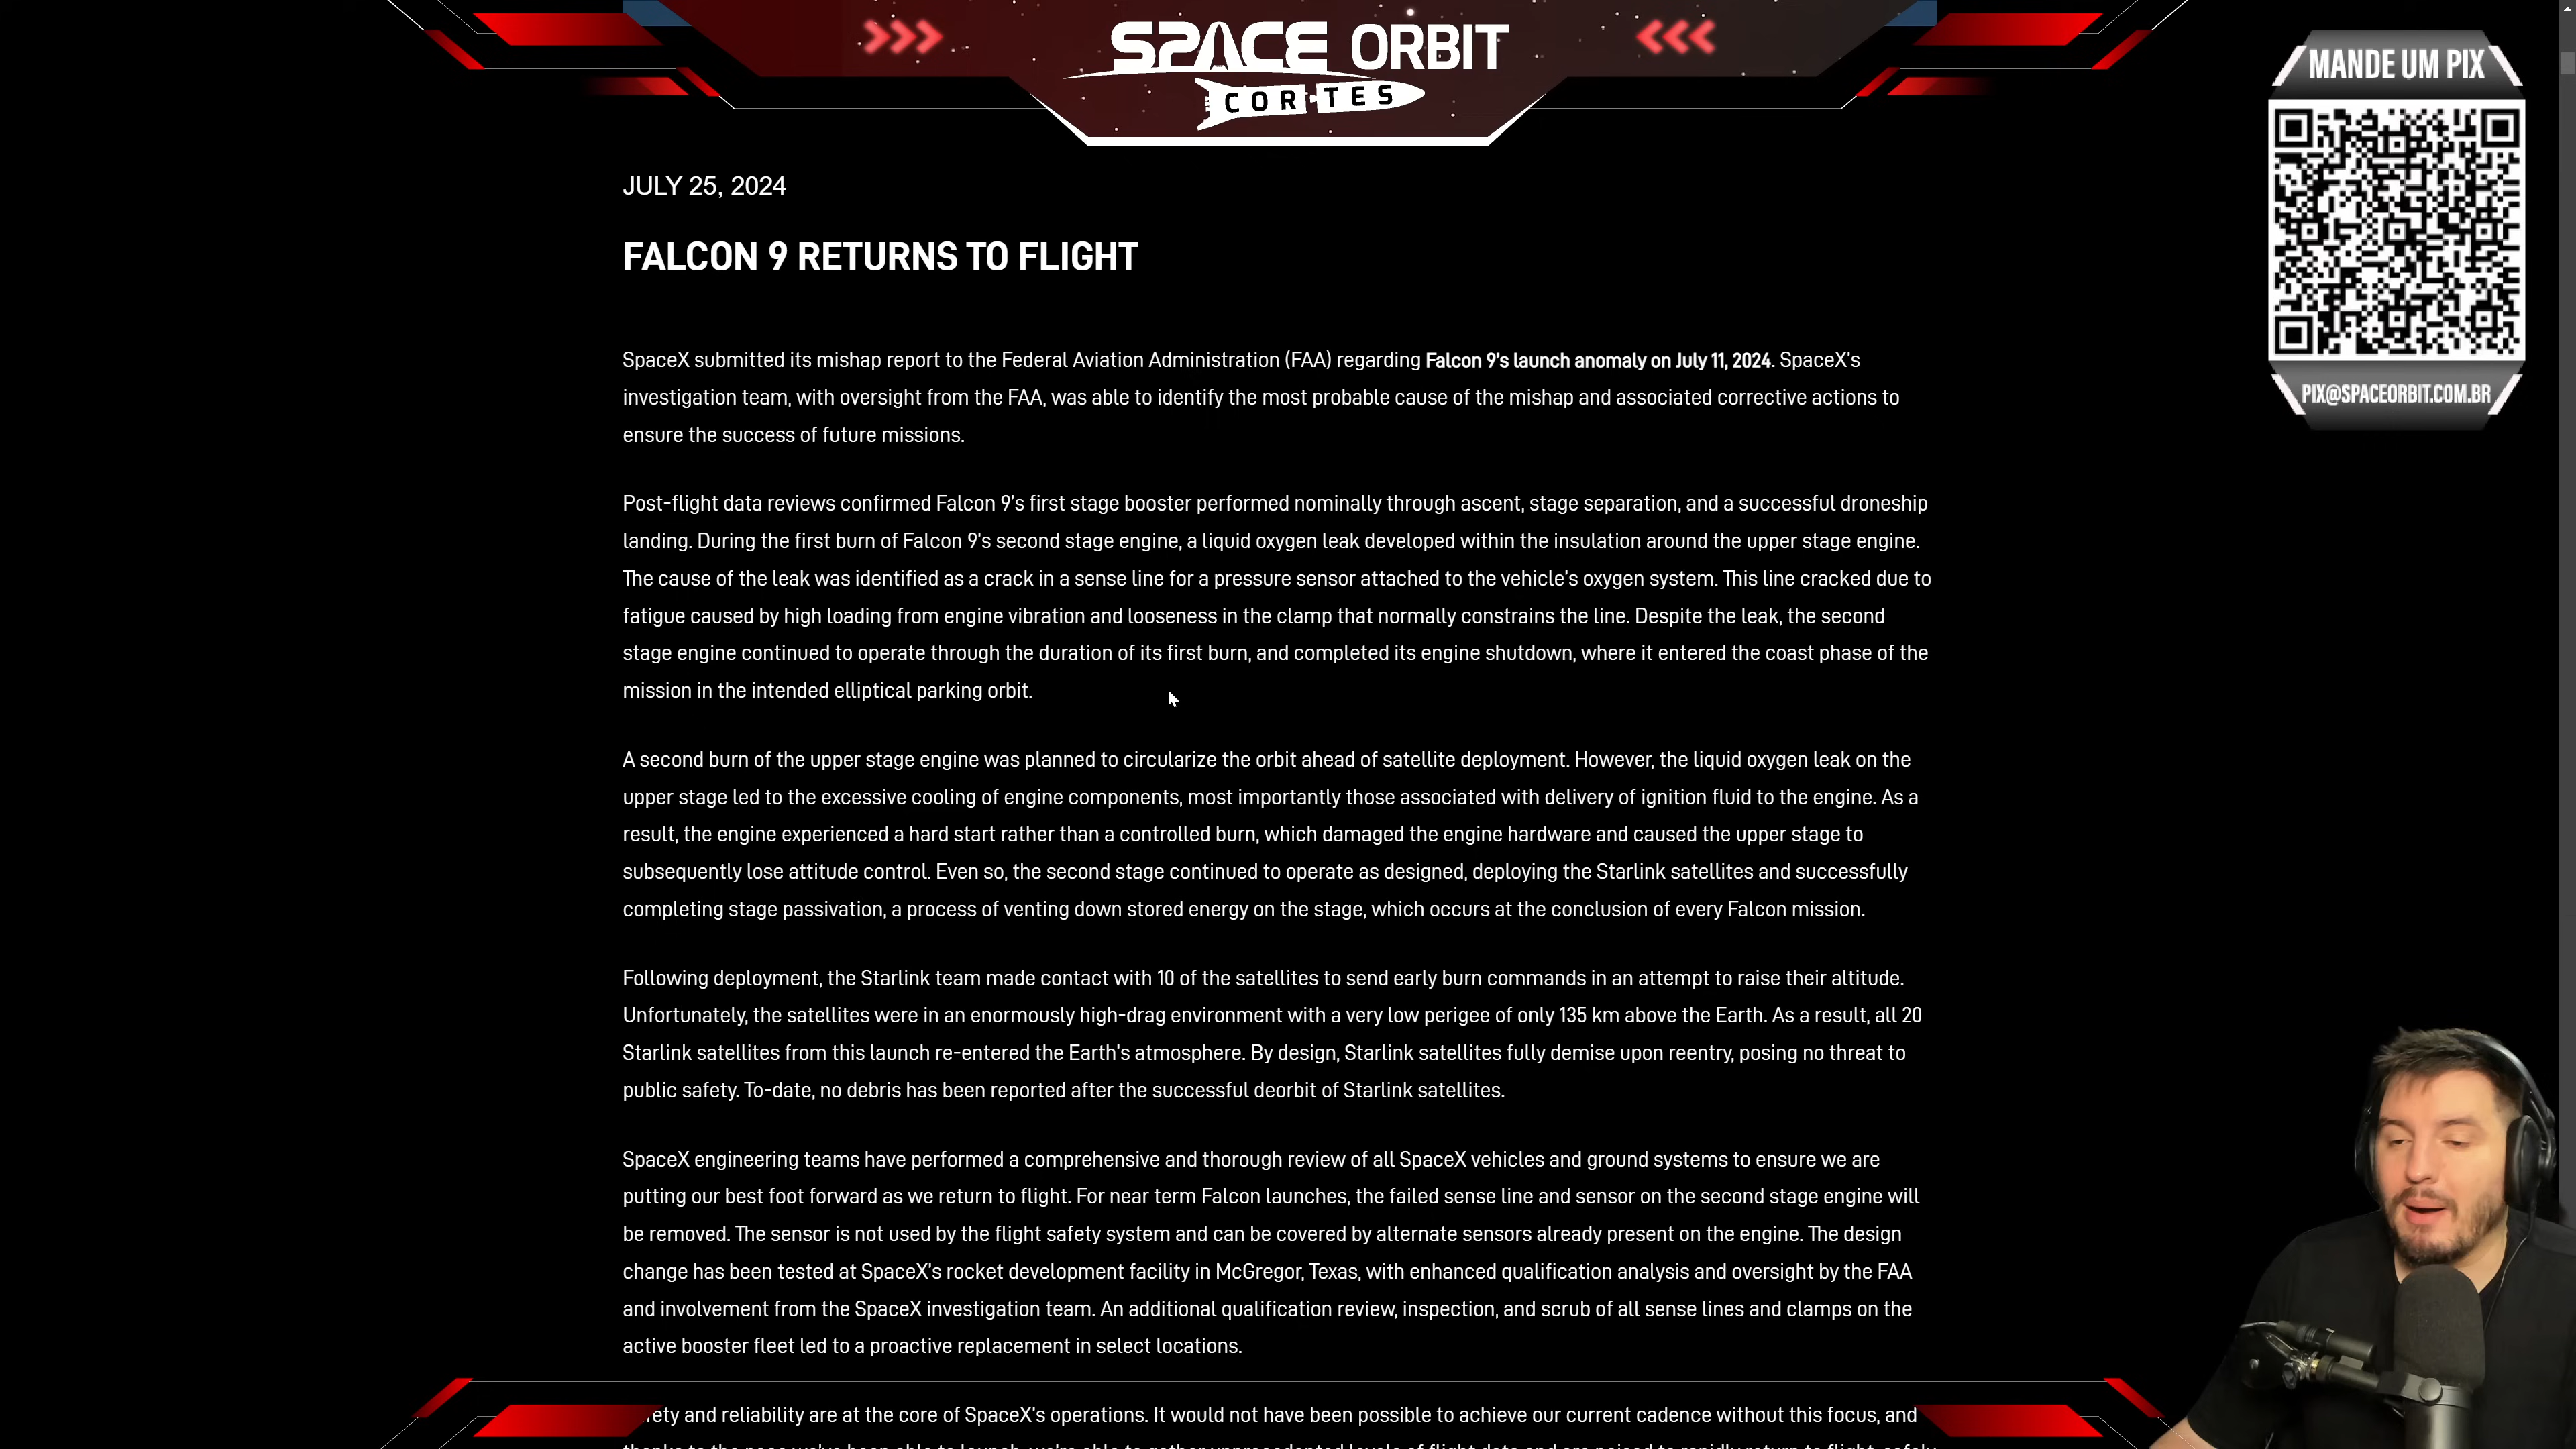 SPACE ORBIT
CORTES
MANDE UM PIX
PIX@SPACEORBIT.COM.BR
JULY 25, 2024
FALCON 9 RETURNS TO FLIGHT
SpaceX submitted its mishap report to the Federal Aviation Administration (FAA) regarding Falcon 9's launch anomaly on July 11, 2024. SpaceX's
investigation team, with oversight from the FAA, was able to identify the most probable cause of the mishap and associated corrective actions to
ensure the success of future missions.
Post-flight data reviews confirmed Falcon 9's first stage booster performed nominally through ascent, stage separation, and a successful droneship
landing. During the first burn of Falcon 9's second stage engine, a liquid oxygen leak developed within the insulation around the upper stage engine.
The cause of the leak was identified as a crack in a sense line for a pressure sensor attached to the vehicle's oxygen system. This line cracked due to
fatigue caused by high loading from engine vibration and looseness in the clamp that normally constrains the line. Despite the leak, the second
stage engine continued to operate through the duration of its first burn, and completed its engine shutdown, where it entered the coast phase of the
mission in the intended elliptical parking orbit.
A second burn of the upper stage engine was planned to circularize the orbit ahead of satellite deployment. However, the liquid oxygen leak on the
upper stage led to the excessive cooling of engine components, most importantly those associated with delivery of ignition fluid to the engine. As a
result, the engine experienced a hard start rather than a controlled burn, which damaged the engine hardware and caused the upper stage to
subsequently lose attitude control. Even so, the second stage continued to operate as designed, deploying the Starlink satellites and successfully
completing stage passivation, a process of venting down stored energy on the stage, which occurs at the conclusion of every Falcon mission.
Following deployment, the Starlink team made contact with 10 of the satellites to send early burn commands in an attempt to raise their altitude.
Unfortunately, the satellites were in an enormously high-drag environment with a very low perigee of only 135 km above the Earth. As a result, all 20
Starlink satellites from this launch re-entered the Earth's atmosphere. By design, Starlink satellites fully demise upon reentry, posing no threat to
public safety. To-date, no debris has been reported after the successful deorbit of Starlink satellites.
SpaceX engineering teams have performed a comprehensive and thorough review of all SpaceX vehicles and ground systems to ensure we are
putting our best foot forward as we return to flight. For near term Falcon launches, the failed sense line and sensor on the second stage engine will
be removed. The sensor is not used by the flight safety system and can be covered by alternate sensors already present on the engine. The design
change has been tested at SpaceX's rocket development facility in McGregor, Texas, with enhanced qualification analysis and oversight by the FAA
and involvement from the SpaceX investigation team. An additional qualification review, inspection, and scrub of all sense lines and clamps on the
active booster fleet led to a proactive replacement in select locations.
and reliability are at the core of SpaceX's operations. It would not have been possible to achieve our current cadence without this focus, and